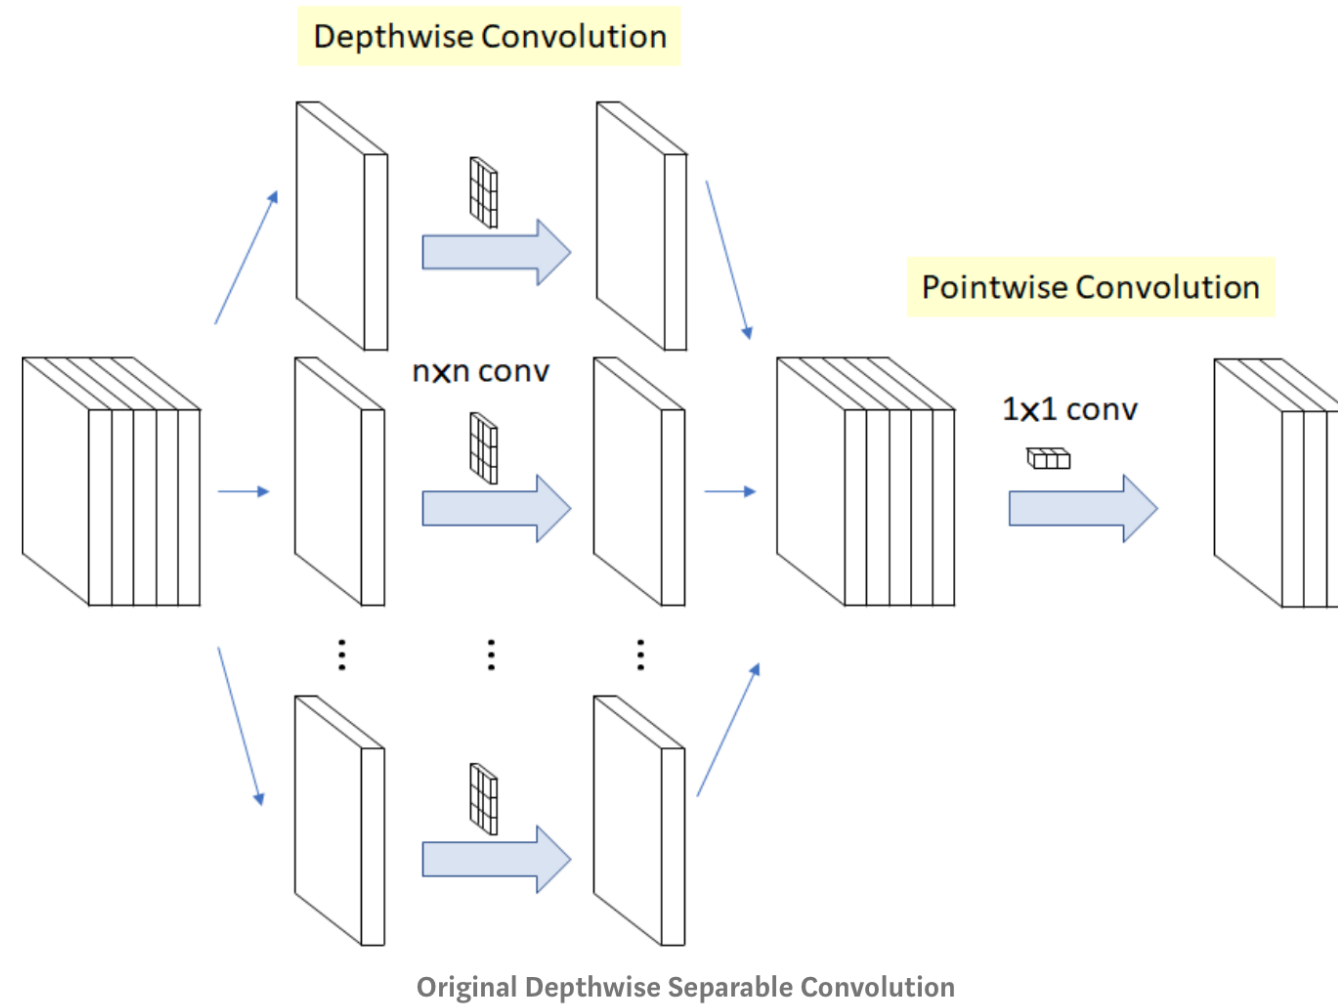 Depthwise Convolution
Pointwise Convolution
nxn conv
1x1 conv
Original Depthwise Separable Convolution